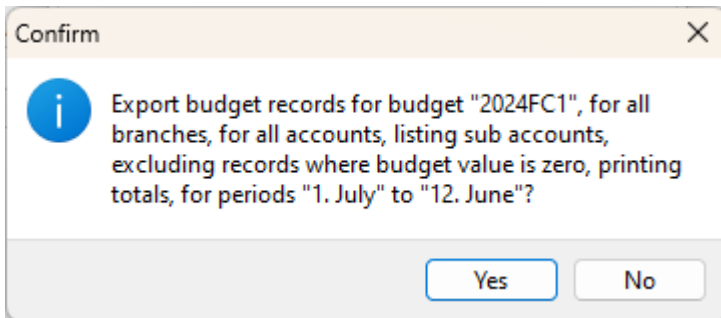 Confirm
Export budget records for budget "2024FC1", for all
branches, for all accounts, listing sub accounts,
excluding records where budget value is zero, printing
totals, for periods "1. July" to "12. June"?
Yes
No